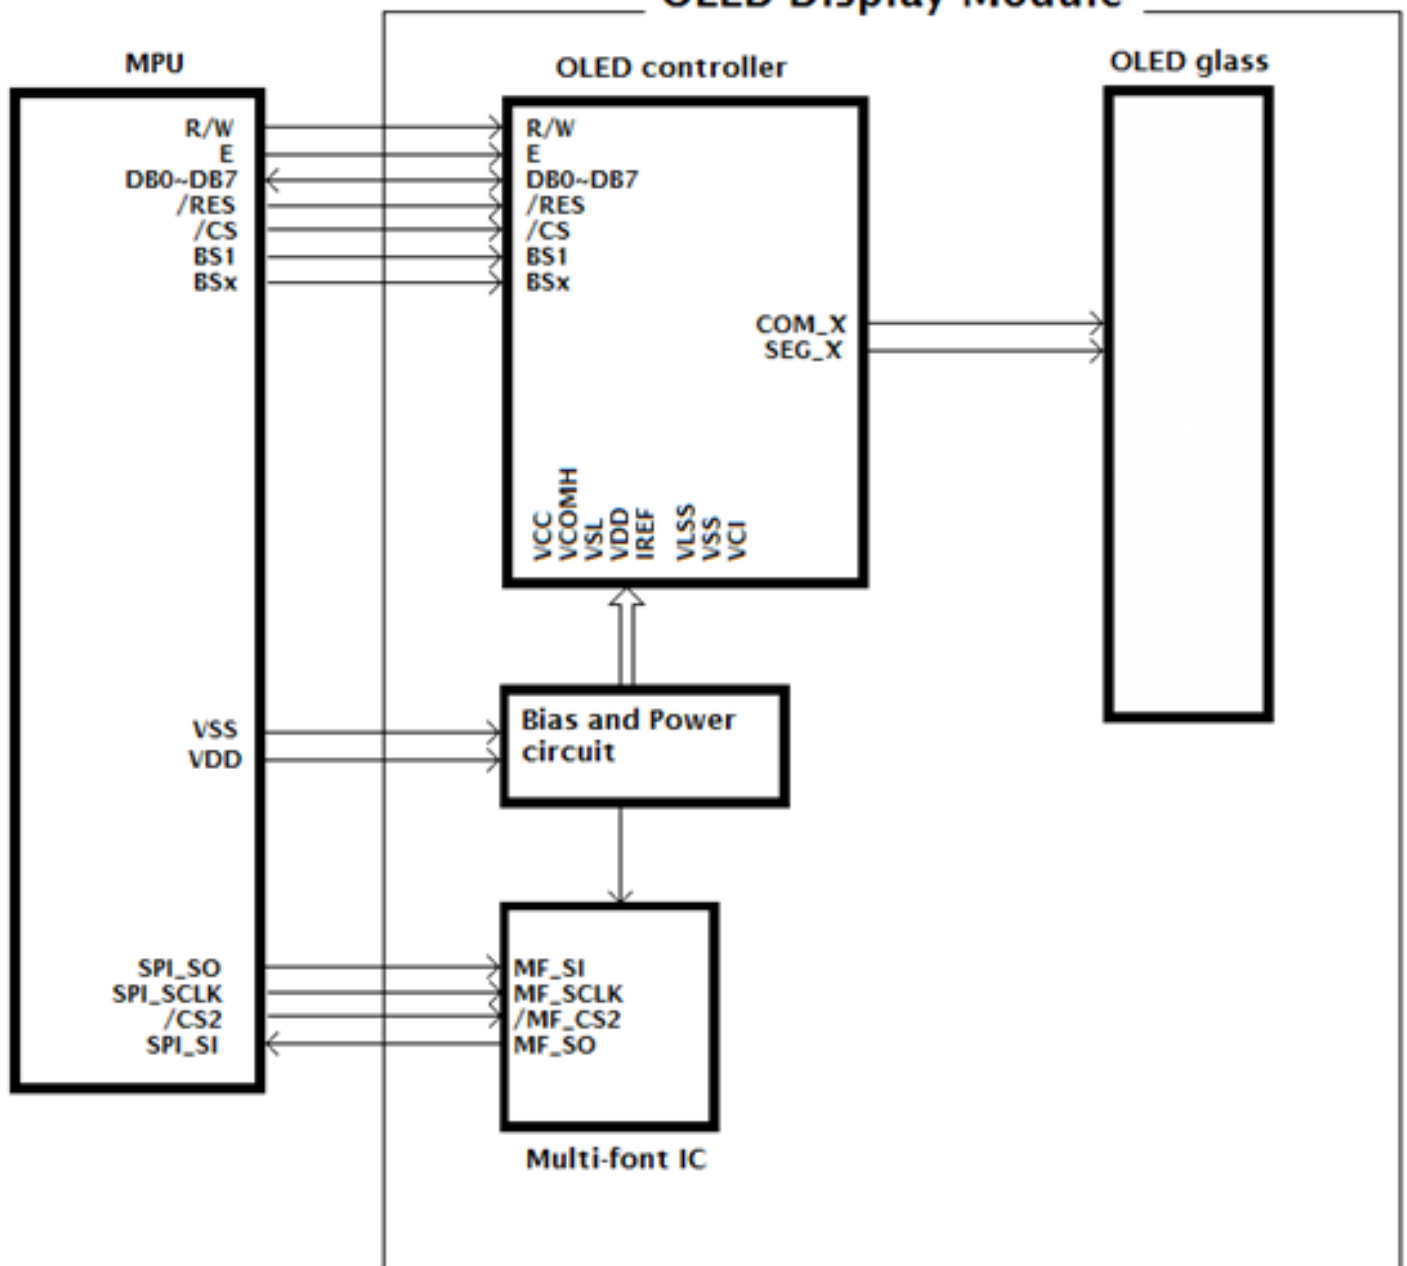 OLED Display Module
MPU
OLED controller
OLED glass
R/W
E
DB0~DB7
/RES
/CS
BS1
BSx
R/W
E
DB0~DB7
/RES
/CS
BS1
BSx
COM_X
SEG_X
VCC
VCOMH
VSL
VDD
IREF
VLSS
VSS
VCI
VSS
VDD
Bias and Power
circuit
SPI_SO
SPI_SCLK
/CS2
SPI_SI
MF_SI
MF_SCLK
/MF_CS2
MF_SO
Multi-font IC